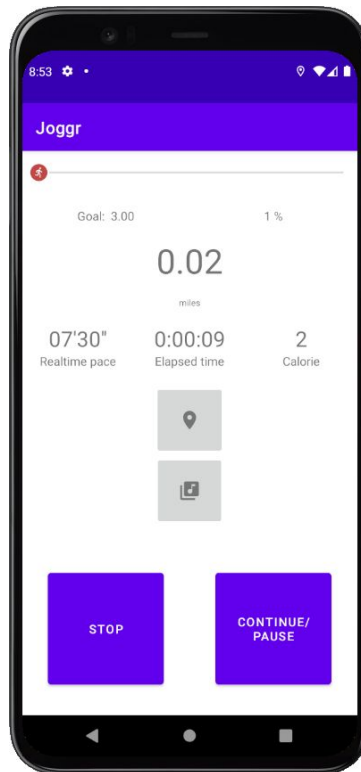 8:53
Joggr
Goal: 3.00 1 %
0.02
miles
07'30" 0:00:09 2
Realtime pace Elapsed time Calorie
STOP
CONTINUE/
PAUSE